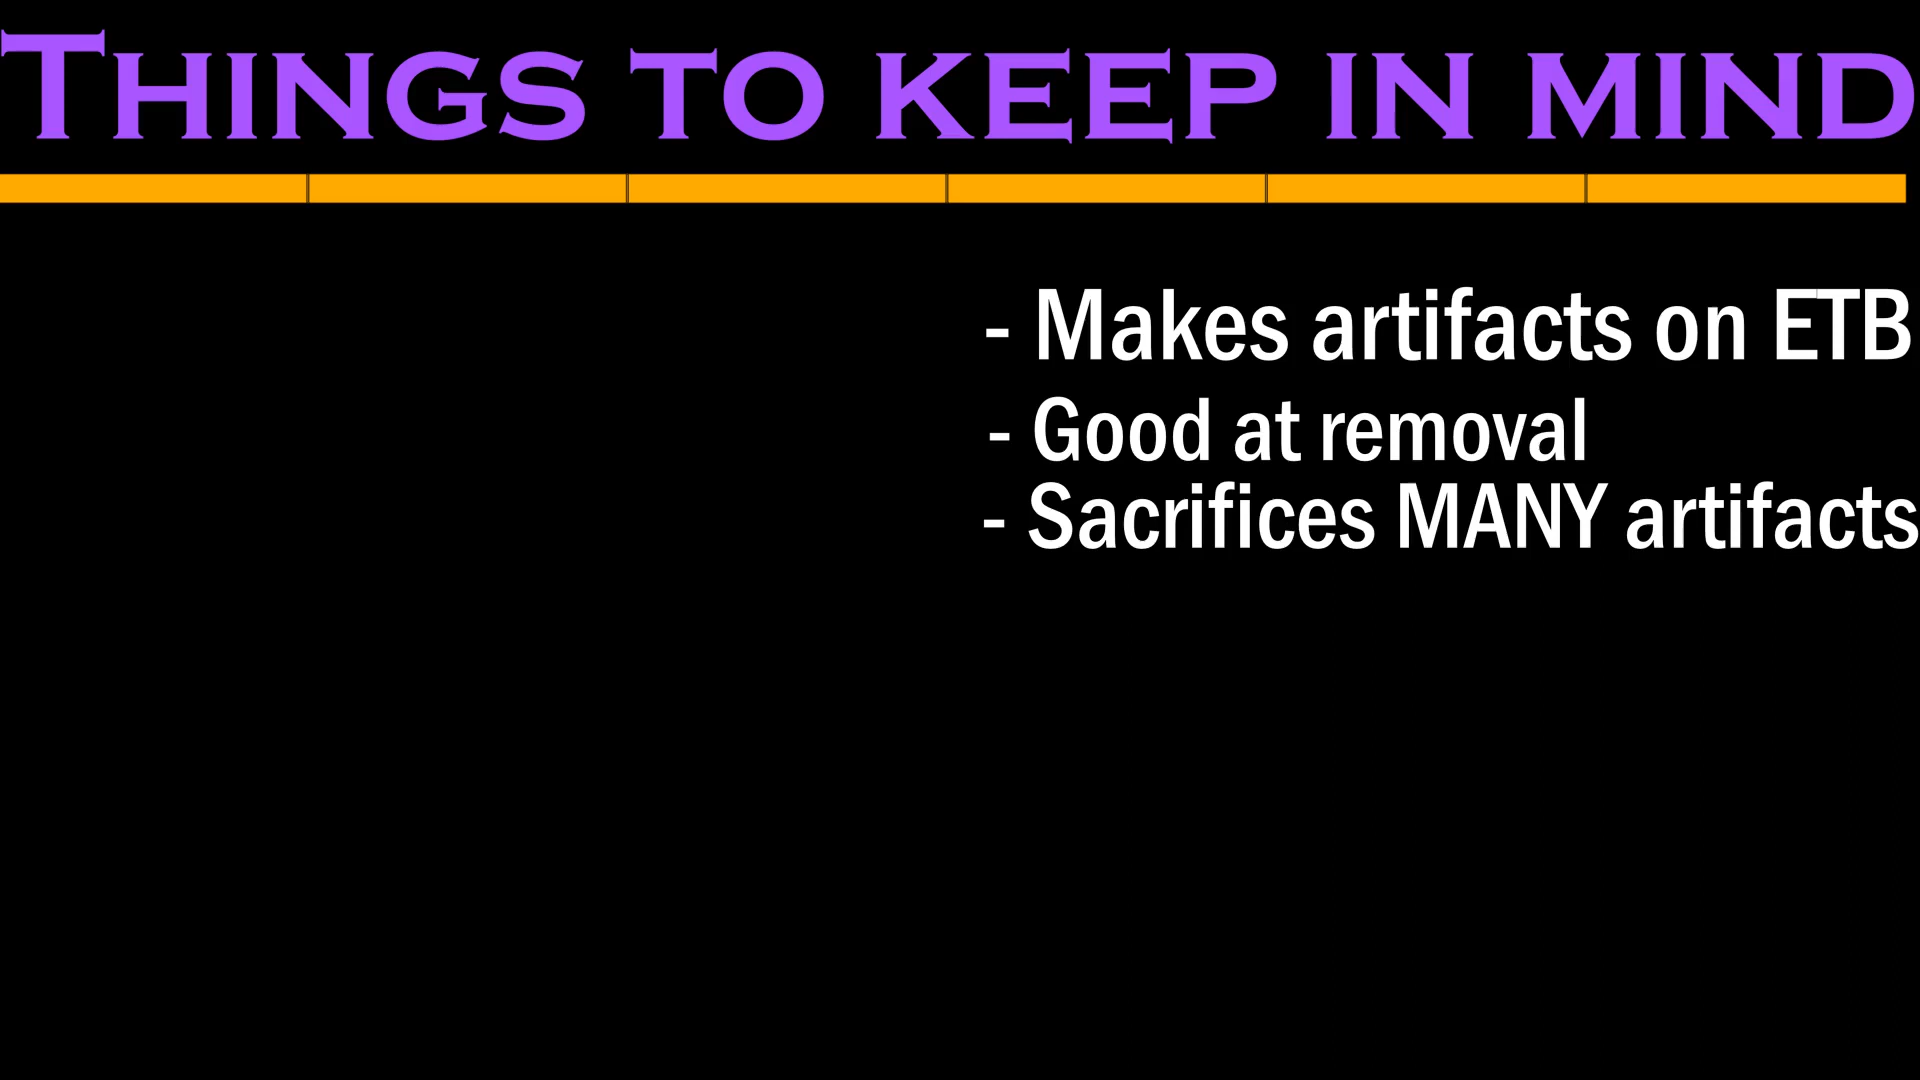 Things to keep in mind
- Makes artifacts on ETB
- Good at removal
- Sacrifices MANY artifacts